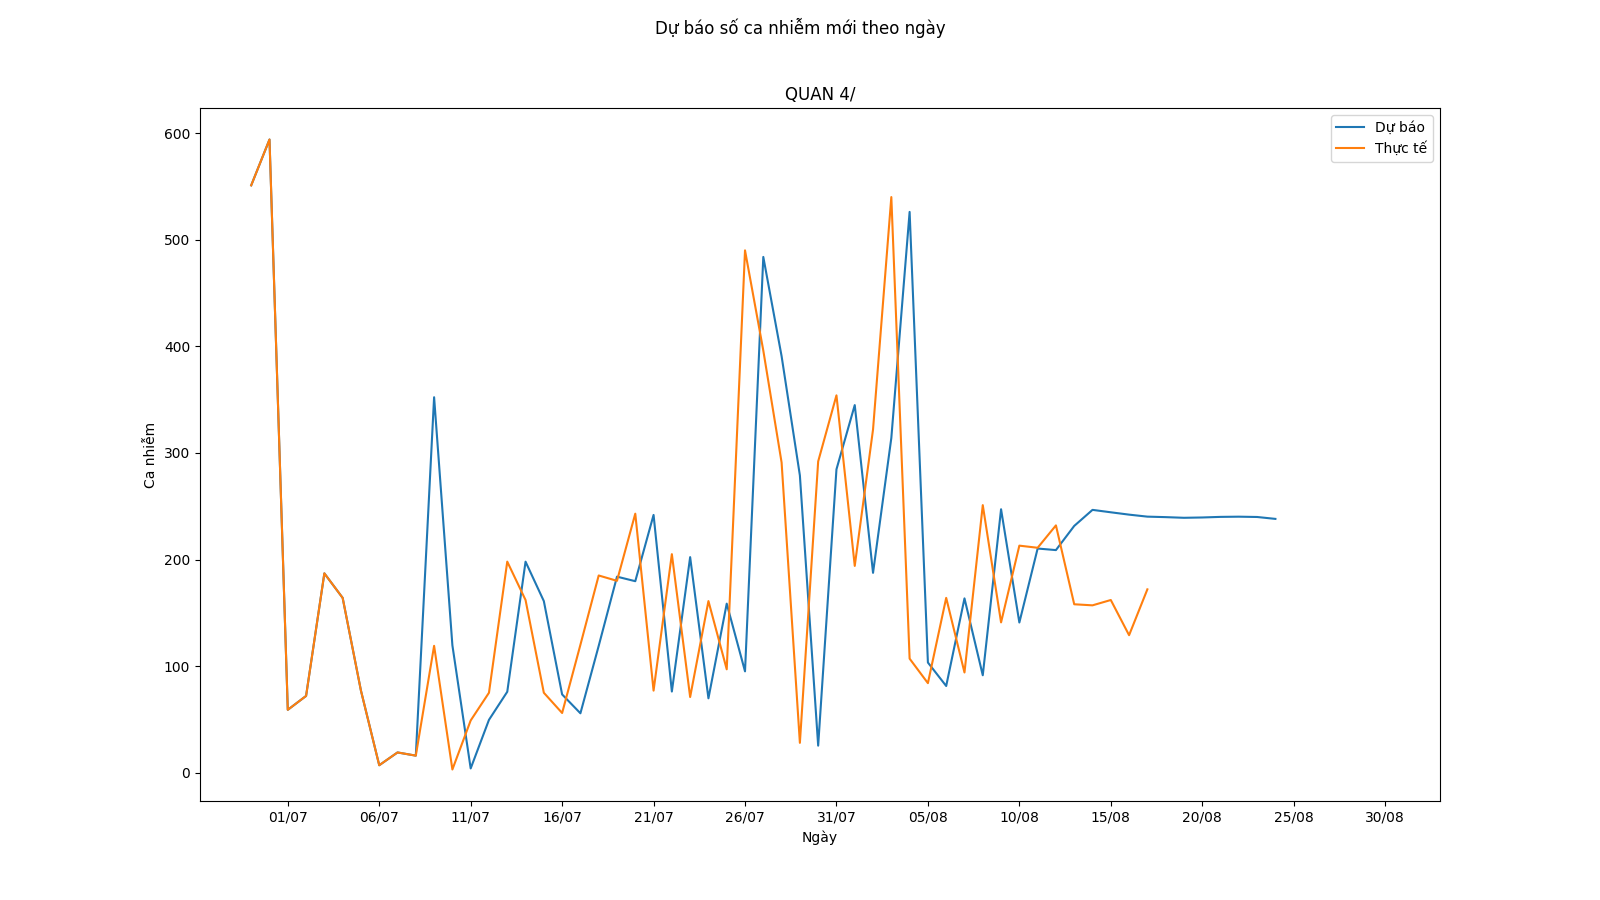 Dự báo số ca nhiễm mới theo ngày
QUAN 4/
Dự báo
Thực tế
600
500
400
300
200
100
0
Ca nhiễm
01/07 06/07 11/07 16/07 21/07 26/07 31/07 05/08 10/08 15/08 20/08 25/08 30/08
Ngày